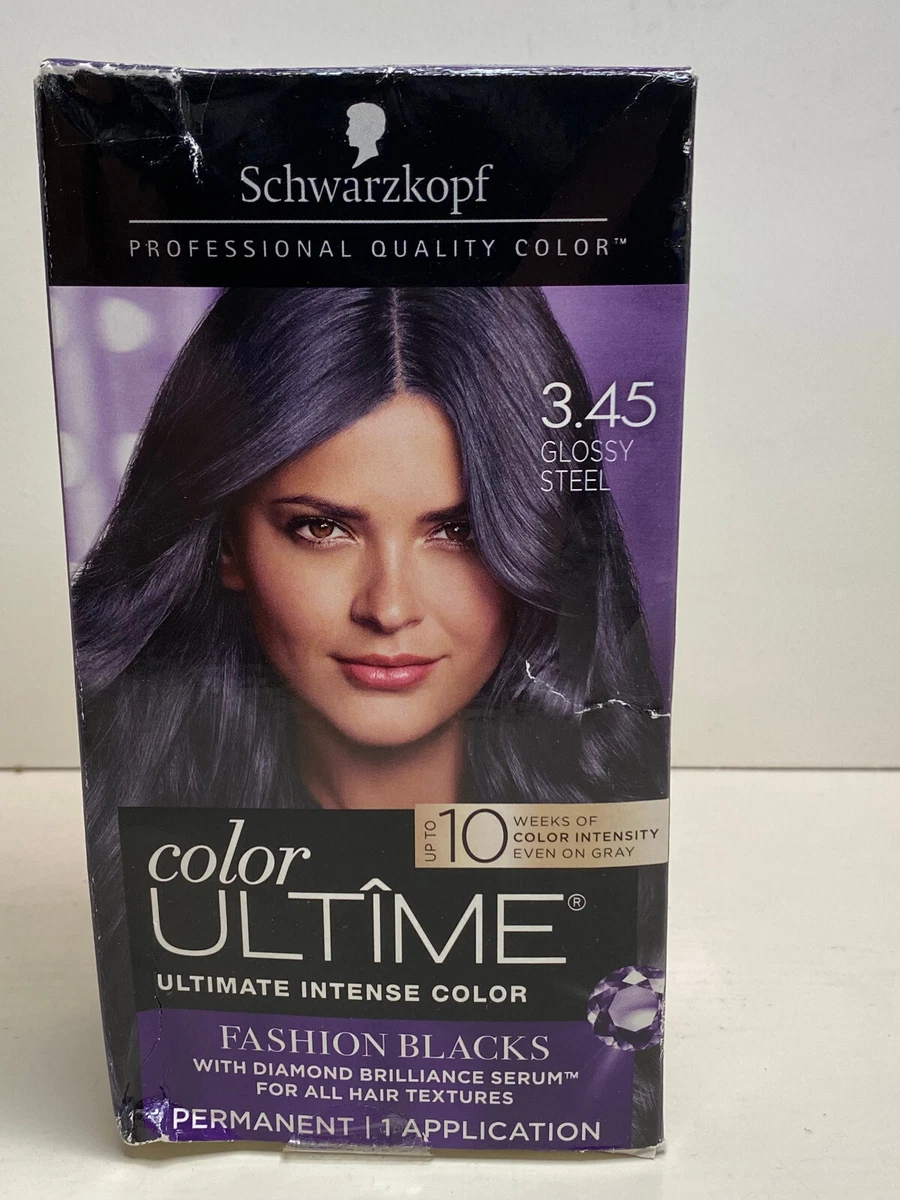 Schwarzkopf
PROFESSIONAL QUALITY COLOR™
3.45
GLOSSY
STEEL
UP TO 10 WEEKS OF
COLOR INTENSITY
EVEN ON GRAY
color
ULTÎME®
ULTIMATE INTENSE COLOR
FASHION BLACKS
WITH DIAMOND BRILLIANCE SERUM™
FOR ALL HAIR TEXTURES
PERMANENT | 1 APPLICATION